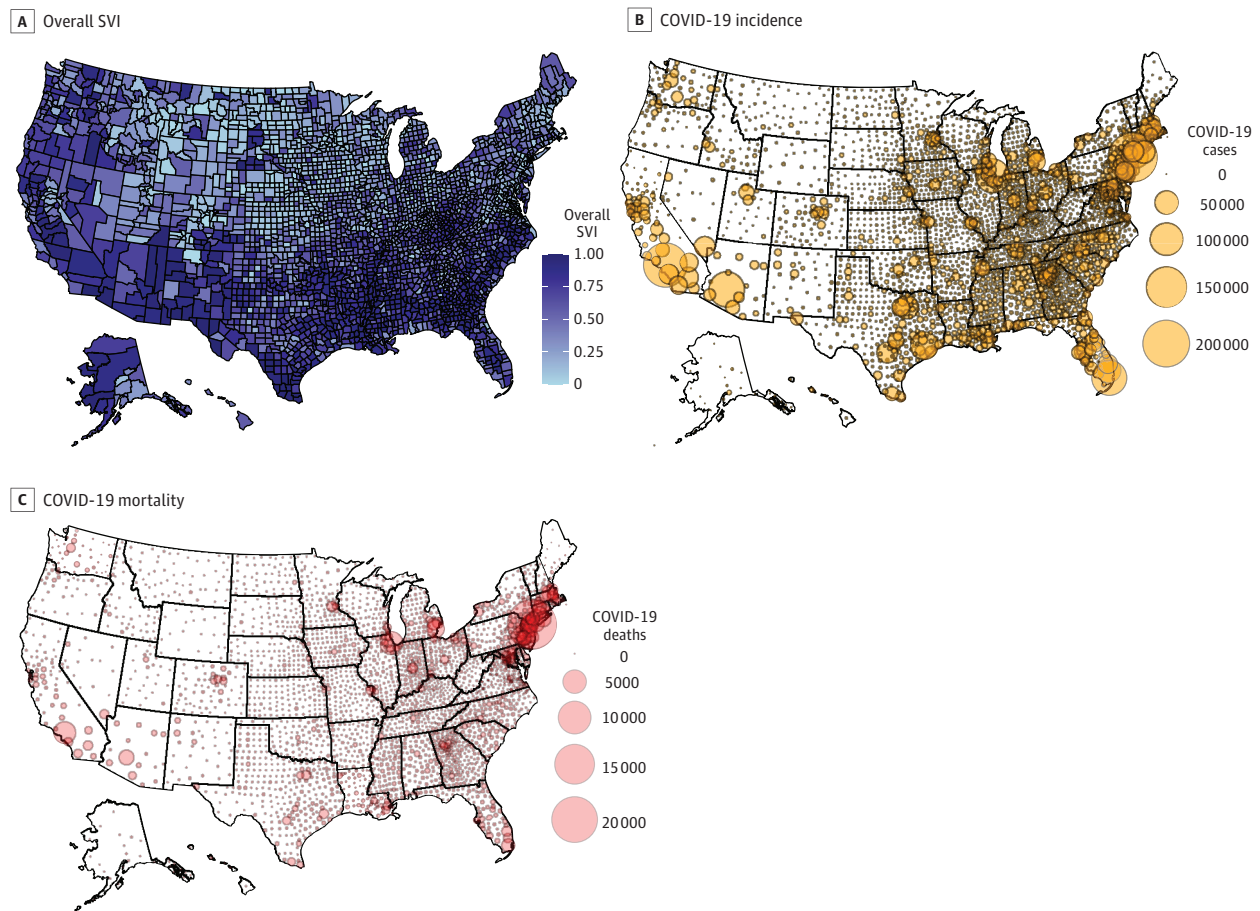 A Overall SVI
Overall
SVI
1.00
0.75
0.50
0.25
0
B COVID-19 incidence
COVID-19
cases
0
50 000
100 000
150 000
200 000
C COVID-19 mortality
COVID-19
deaths
0
5000
10 000
15 000
20 000